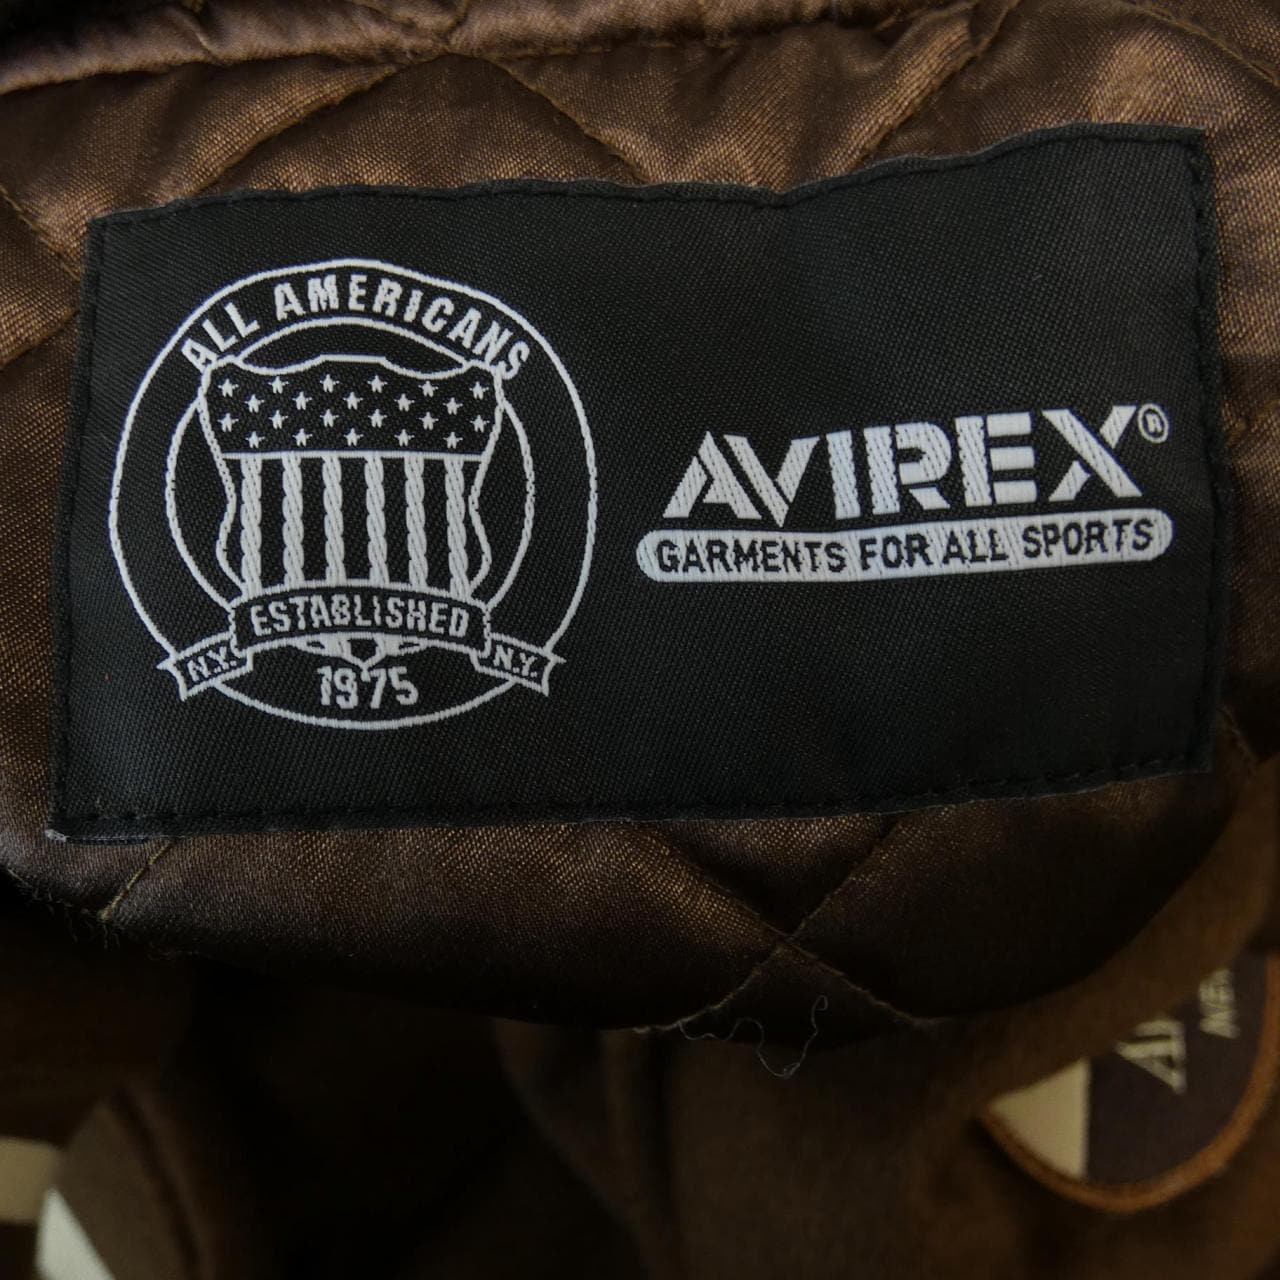 ALL AMERICANS
ESTABLISHED
N.Y. N.Y.
1975
AVIREX®
GARMENTS FOR ALL SPORTS